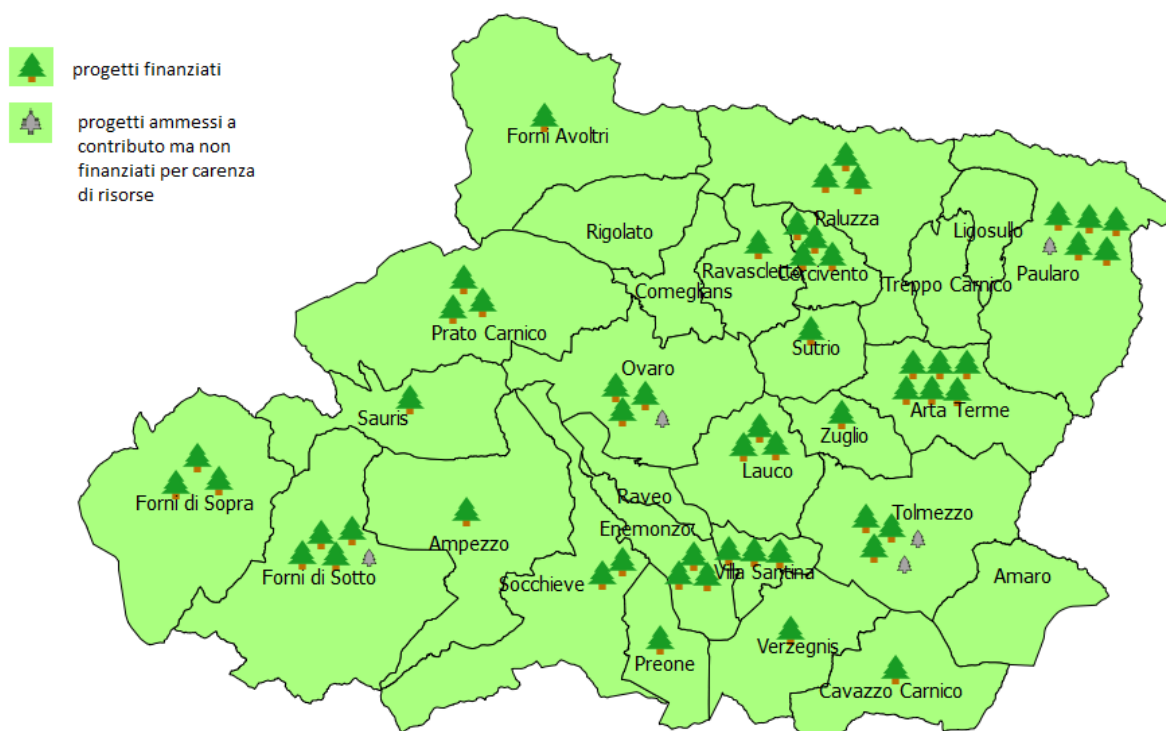 progetti finanziati
progetti ammessi a
contributo ma non
finanziati per carenza
di risorse
Forni Avoltri
Rigolato
Raluzza
Ligosullo
Ravascletto
Cercivento
Paularo
Treppo Carnico
Comeglans
Prato Carnico
Sutrio
Ovaro
Arta Terme
Sauris
Zuglio
Lauco
Forni di Sopra
Raveo
Tolmezzo
Enemonzo
Ampezzo
Forni di Sotto
Socchieve
Villa Santina
Amaro
Verzegnis
Preone
Cavazzo Carnico